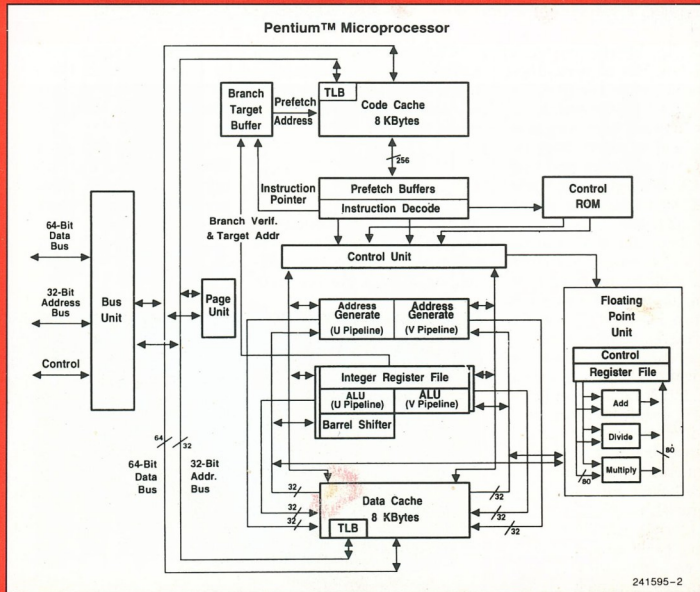 Pentium™ Microprocessor
Branch
Target
Buffer
Prefetch
Address
TLB
Code Cache
8 KBytes
256
Instruction
Pointer
Prefetch Buffers
Instruction Decode
Control
ROM
Branch Verif.
& Target Addr
Control Unit
64-Bit
Data
Bus
32-Bit
Address
Bus
Control
Bus
Unit
Page
Unit
Address
Generate
(U Pipeline)
Address
Generate
(V Pipeline)
Integer Register File
ALU
(U Pipeline)
ALU
(V Pipeline)
Barrel Shifter
Floating
Point
Unit
Control
Register File
Add
Divide
Multiply
80
80
64
32
64-Bit
Data
Bus
32-Bit
Addr.
Bus
32
32
32
32
32
32
Data Cache
8 KBytes
TLB
241595-2